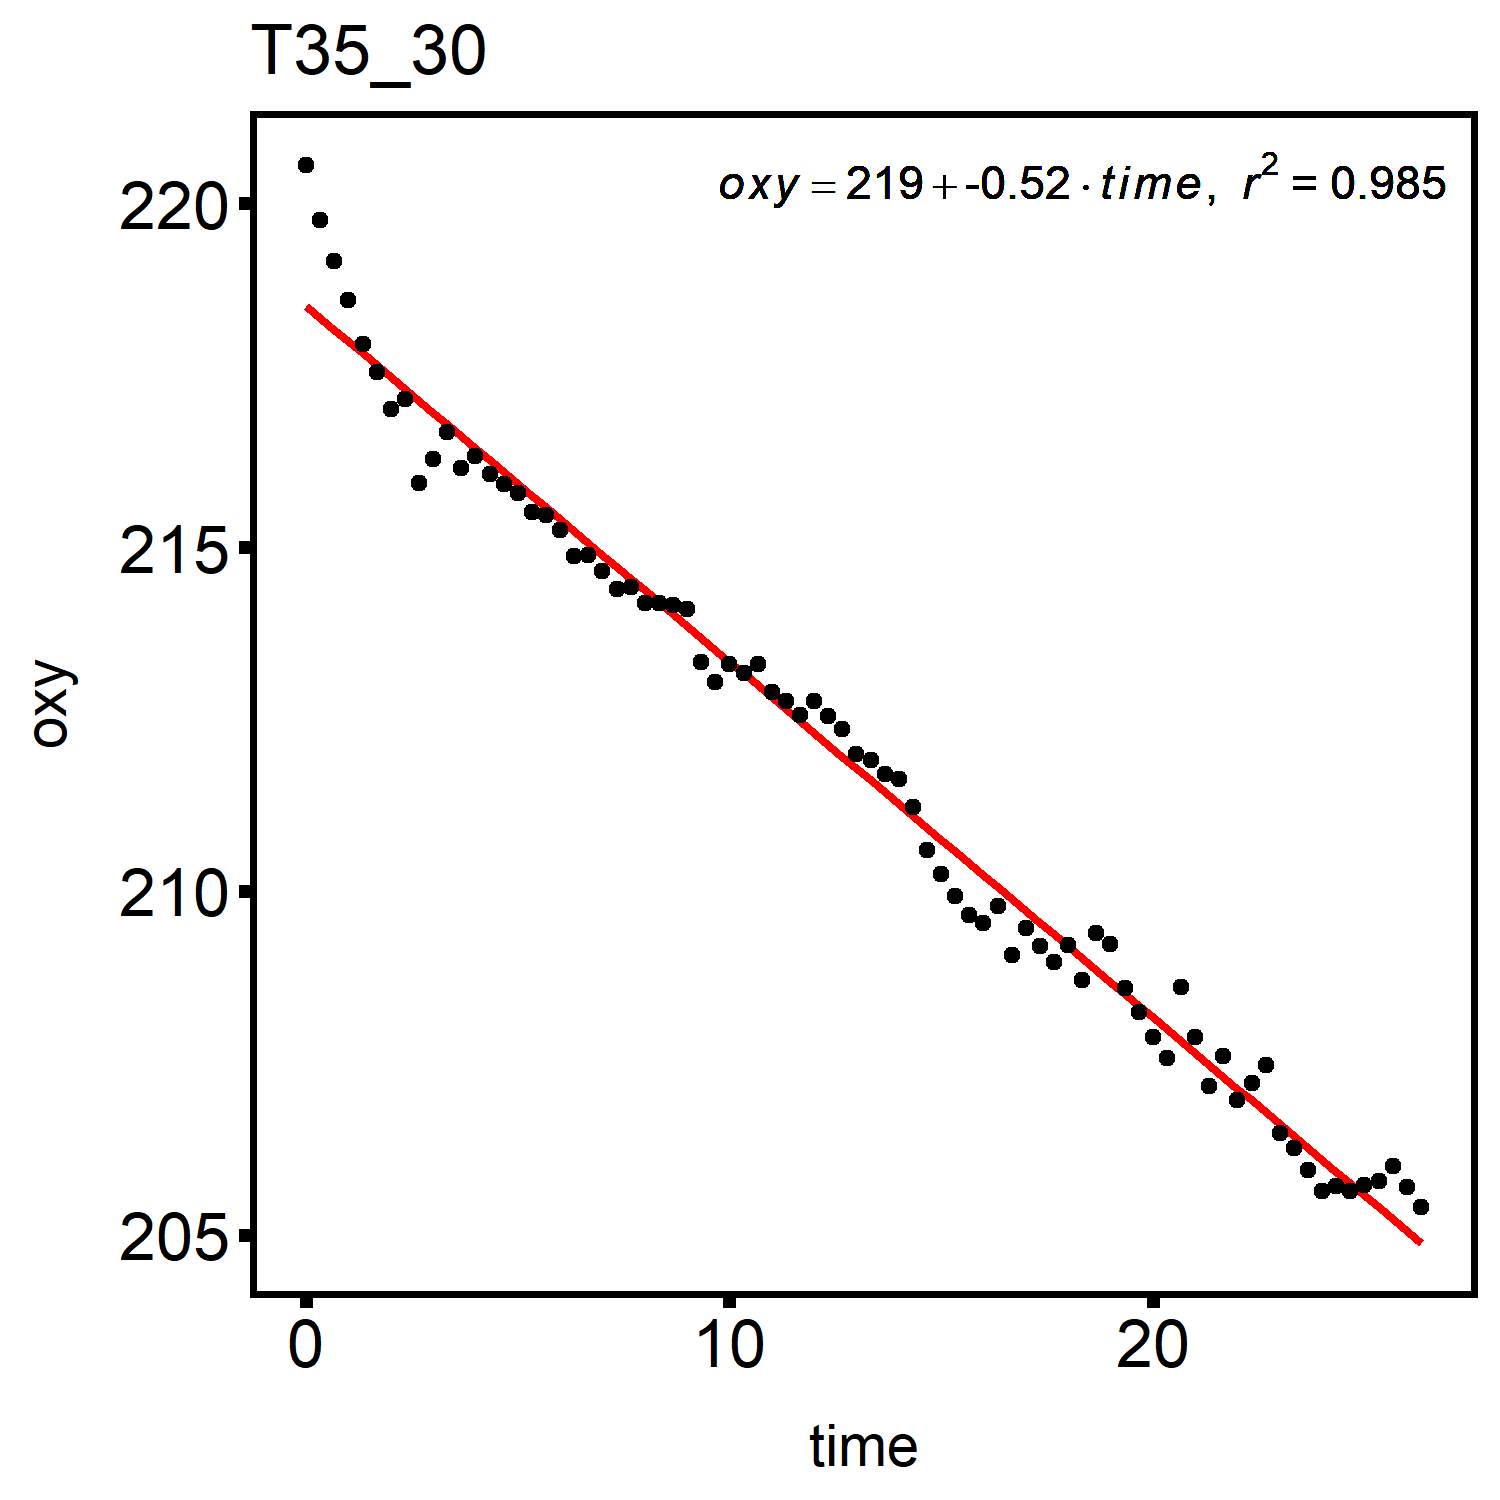 T35_30
oxy = 219 + -0.52 · time, r² = 0.985
220
215
210
205
oxy
0 10 20
time